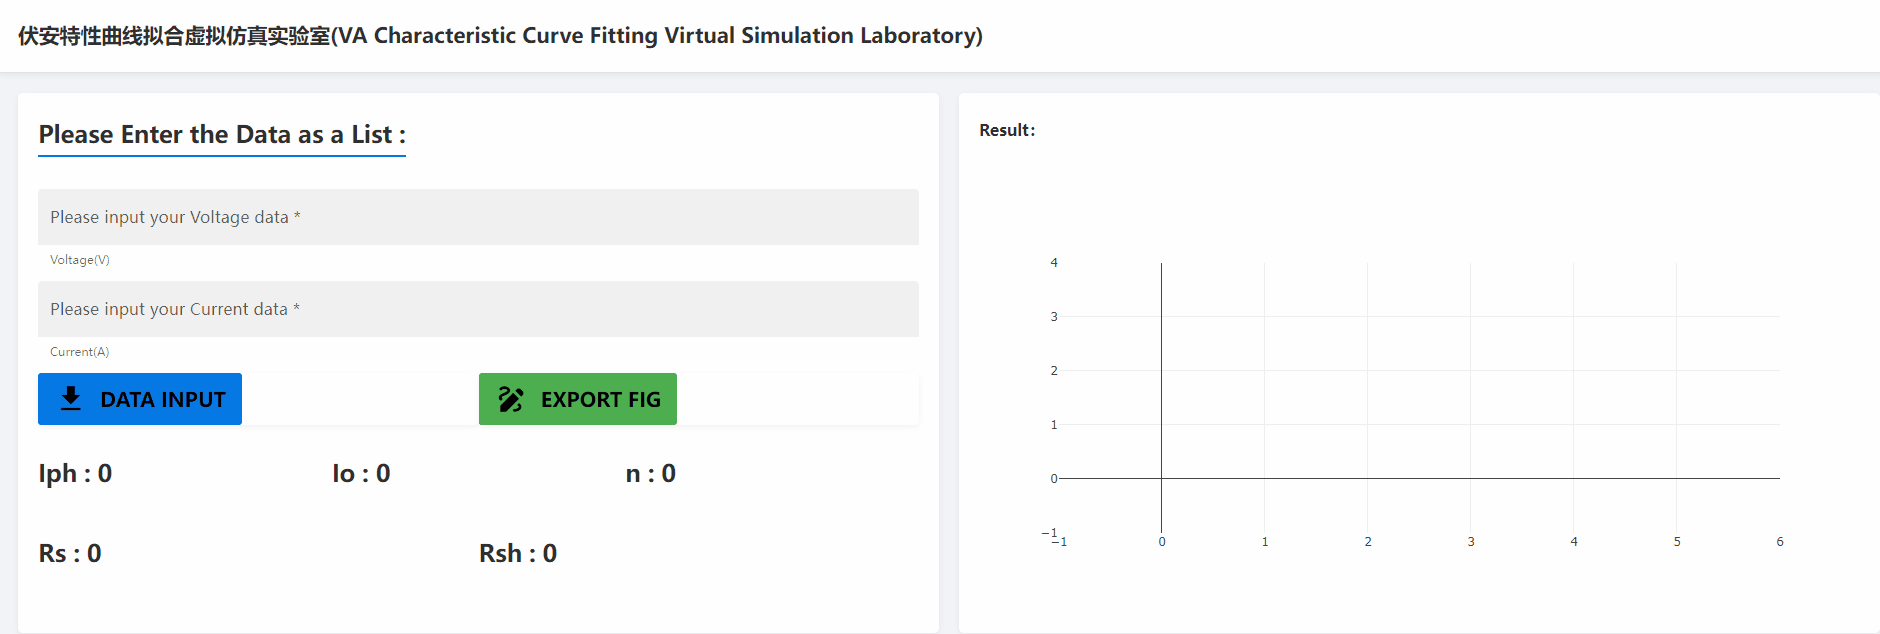 伏安特性曲线拟合虚拟仿真实验室(VA Characteristic Curve Fitting Virtual Simulation Laboratory)
Please Enter the Data as a List :
Please input your Voltage data *
Voltage(V)
Please input your Current data *
Current(A)
DATA INPUT
EXPORT FIG
Iph : 0
Io : 0
n : 0
Rs : 0
Rsh : 0
Result:
4
3
2
1
0
−1
−1 0 1 2 3 4 5 6